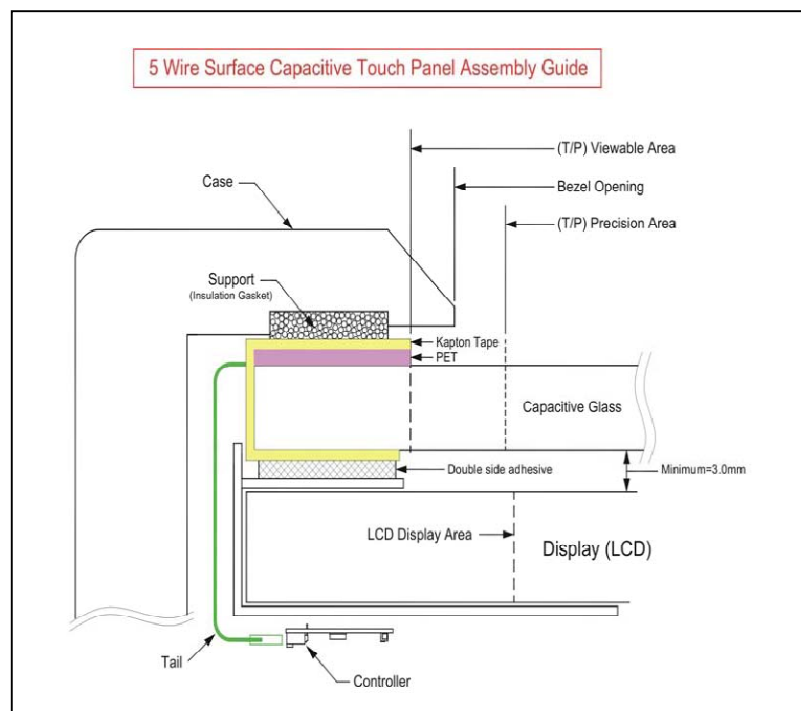 5 Wire Surface Capacitive Touch Panel Assembly Guide
(T/P) Viewable Area
Case
Bezel Opening
(T/P) Precision Area
Support
(Insulation Gasket)
Kapton Tape
PET
Capacitive Glass
Double side adhesive
Minimum=3.0mm
LCD Display Area
Display (LCD)
Tail
Controller